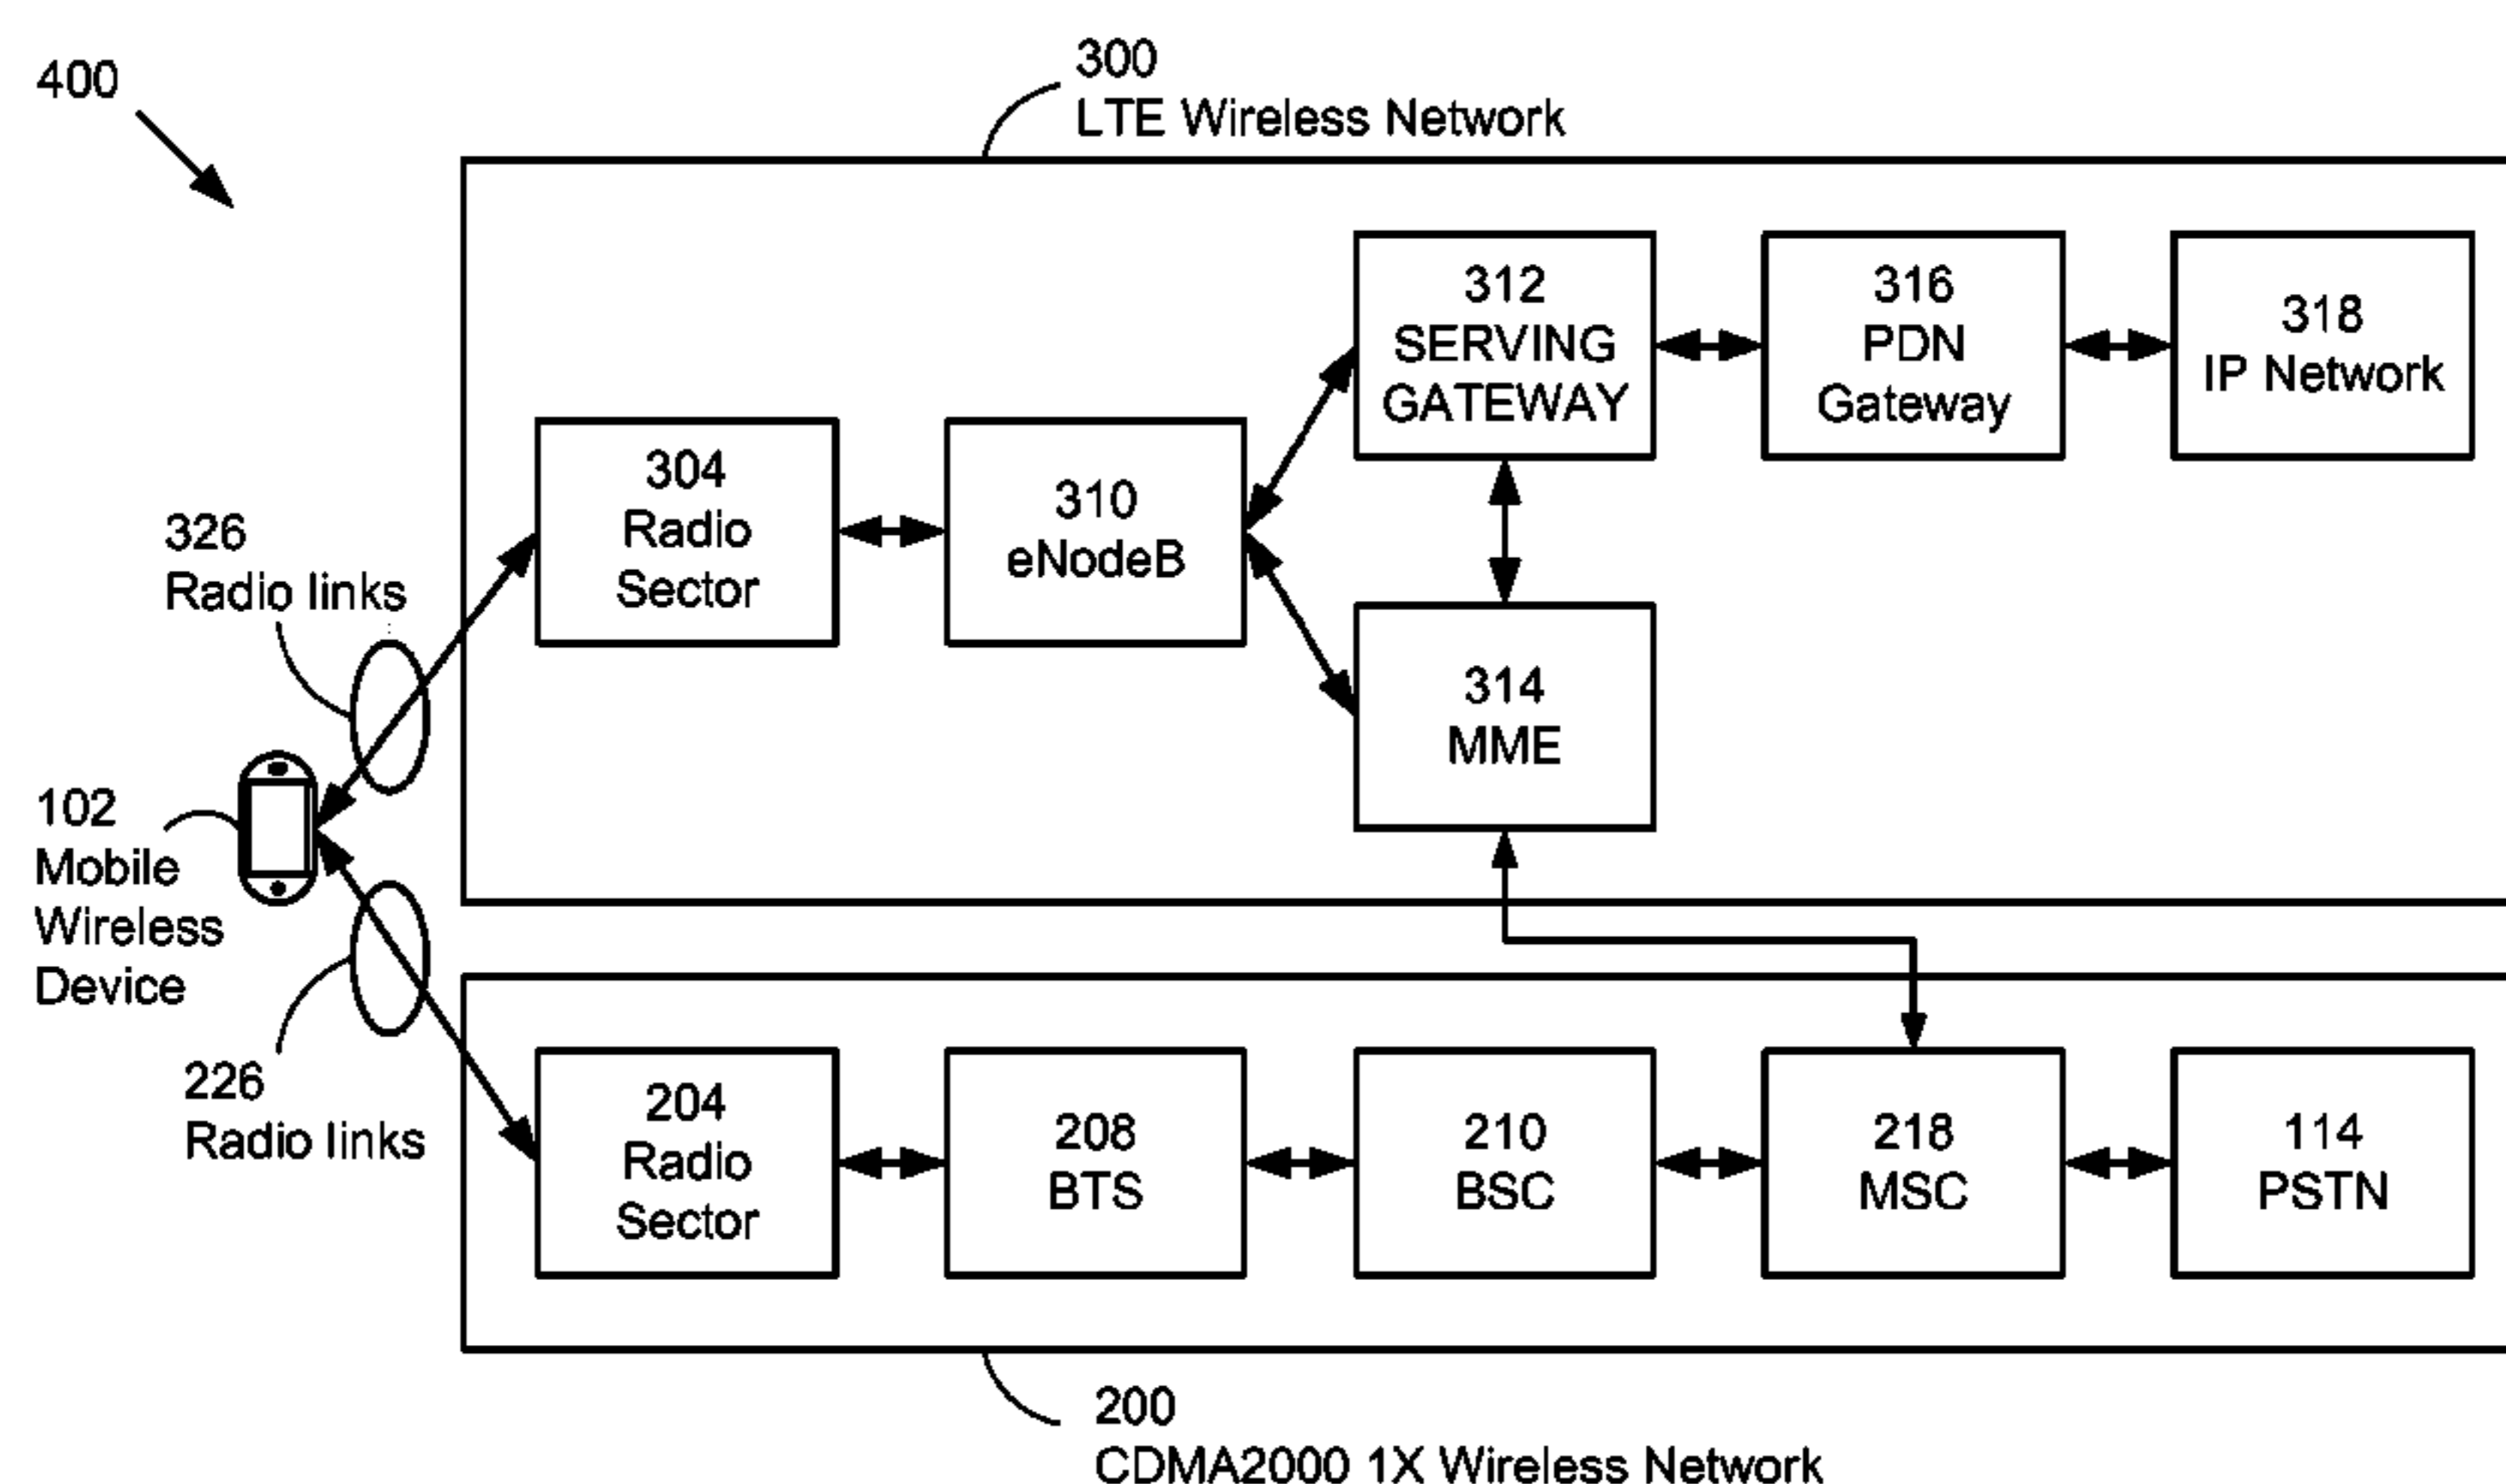 400
300
LTE Wireless Network
312
SERVING
GATEWAY
316
PDN
Gateway
318
IP Network
304
Radio
Sector
310
eNodeB
326
Radio links
314
MME
102
Mobile
Wireless
Device
226
Radio links
204
Radio
Sector
208
BTS
210
BSC
218
MSC
114
PSTN
200
CDMA2000 1X Wireless Network